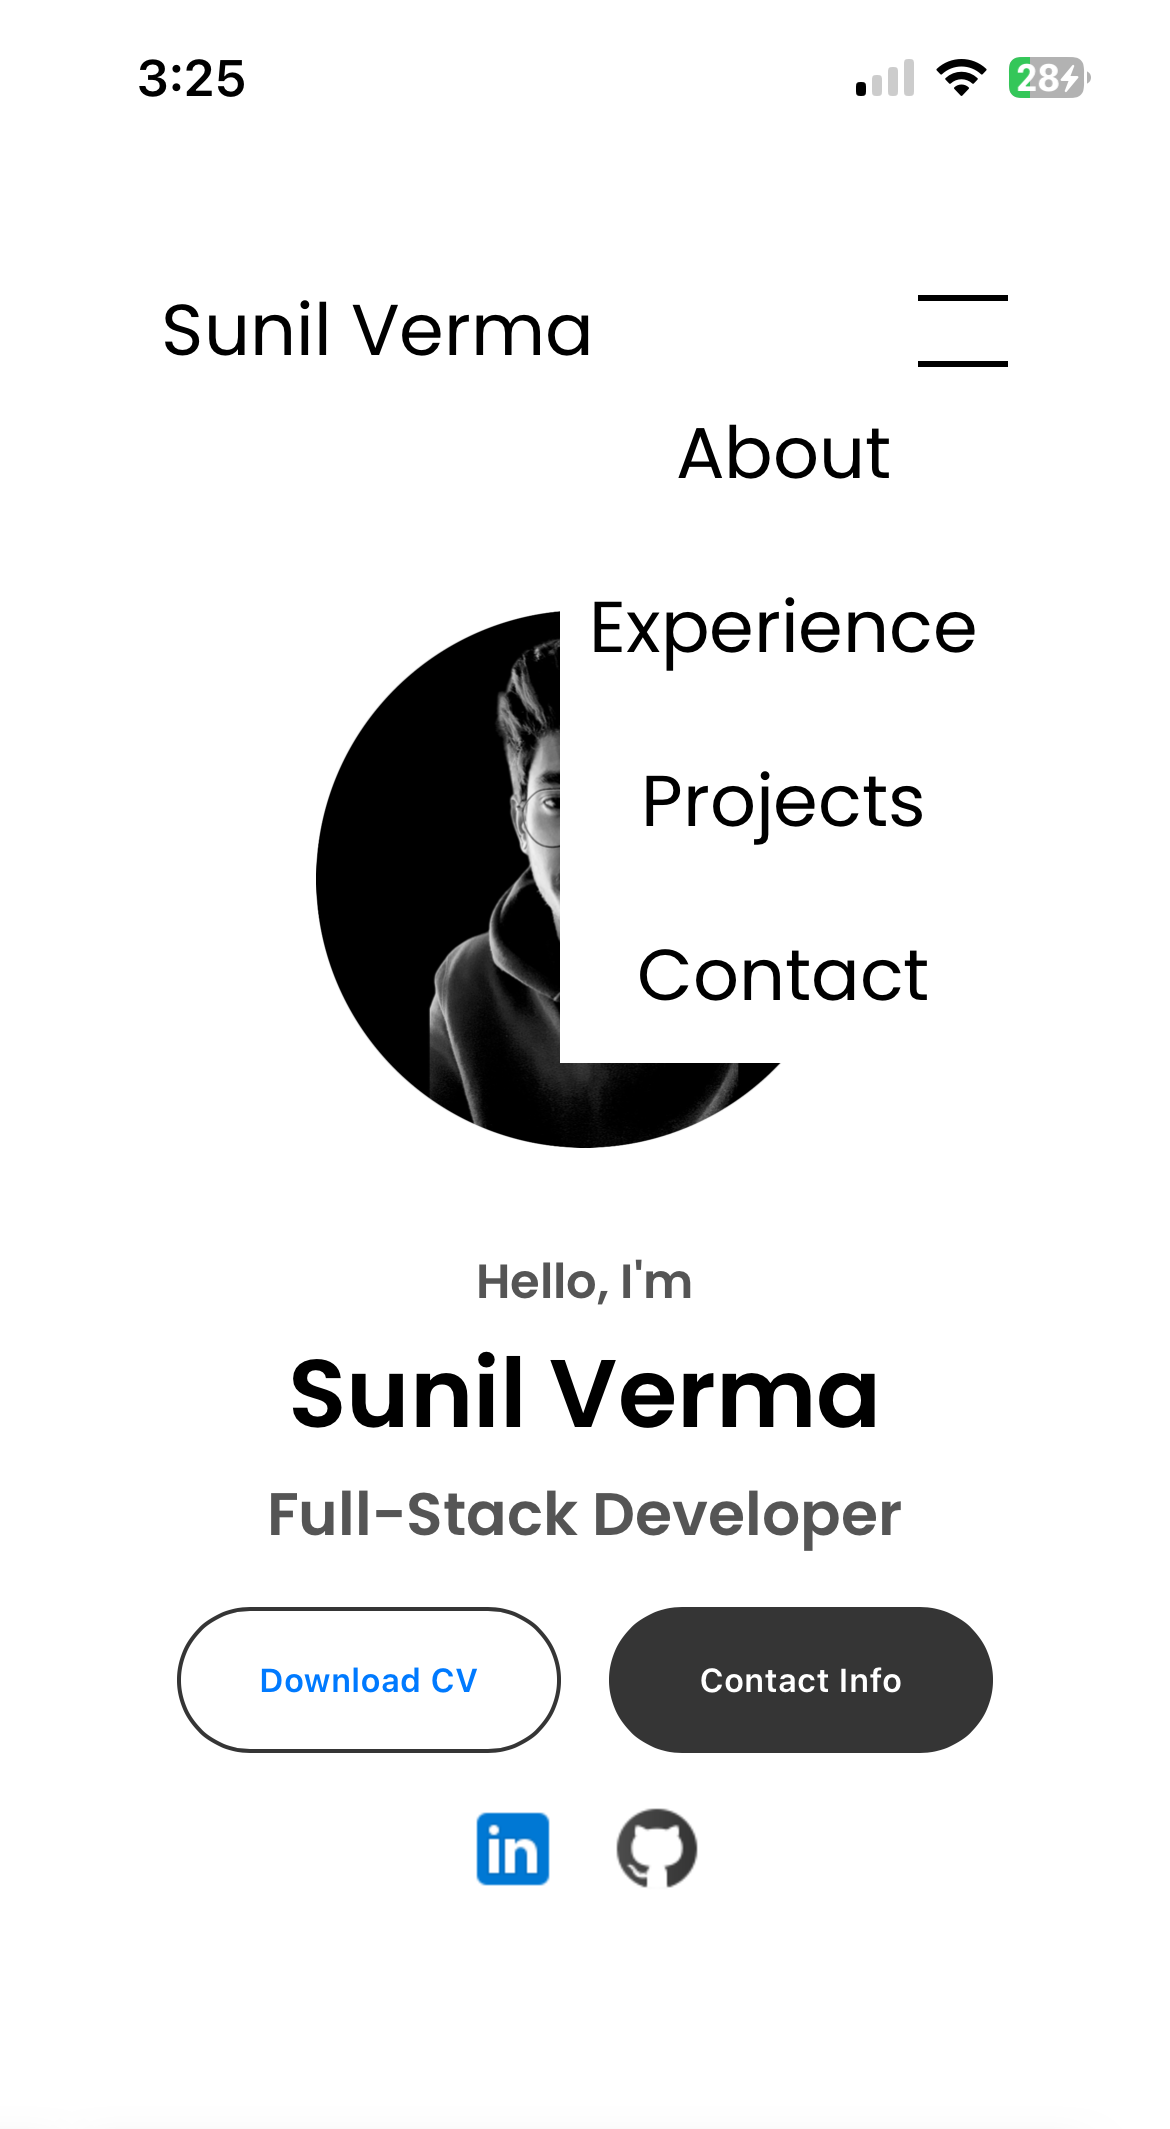 3:25
28
Sunil Verma
About
Experience
Projects
Contact
Hello, I'm
Sunil Verma
Full-Stack Developer
Download CV
Contact Info
in